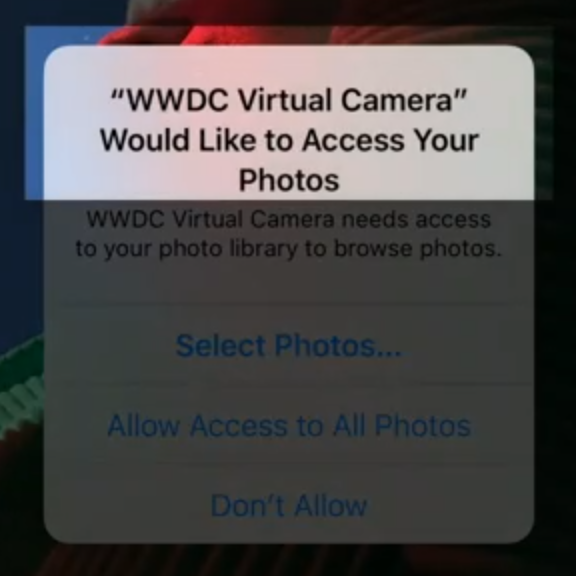 “WWDC Virtual Camera”
Would Like to Access Your
Photos
WWDC Virtual Camera needs access
to your photo library to browse photos.
Select Photos...
Allow Access to All Photos
Don’t Allow